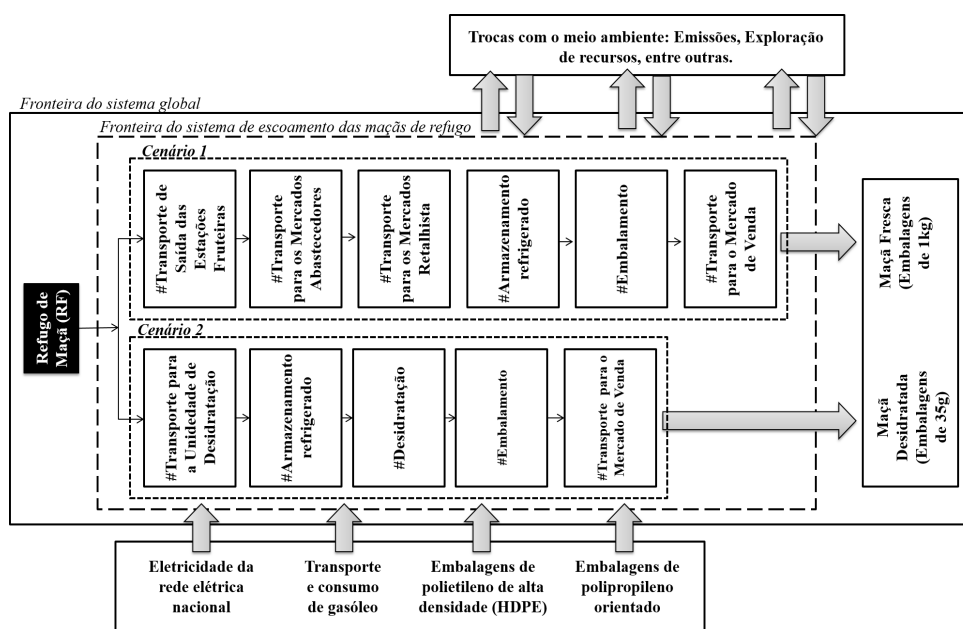 Trocas com o meio ambiente: Emissões, Exploração
de recursos, entre outras.
Fronteira do sistema global
Fronteira do sistema de escoamento das maçãs de refugo
Cenário 1
#Transporte de
Saída das
Estações
Fruteiras
#Transporte
para os Mercados
Abasteccedores
#Transporte
para os Mercados
Retalhista
#Armazenamento
refrigerado
#Embalamento
#Transporte
para o Mercado
de Venda
Maçã Fresca
(Embalagens
de 1kg)
Refugo de
Maçã (RF)
Cenário 2
#Transporte para
a Unidedade de
Desidratação
#Armazenamento
refrigerado
#Desidratação
#Embalamento
#Transporte para o
Mercado de Venda
Maçã
Desidratada
(Embalagens
de 35g)
Eletricidade da
rede elétrica
nacional
Transporte
e consumo
de gasóleo
Embalagens de
polietileno de alta
densidade (HDPE)
Embalagens de
polipropileno
orientado